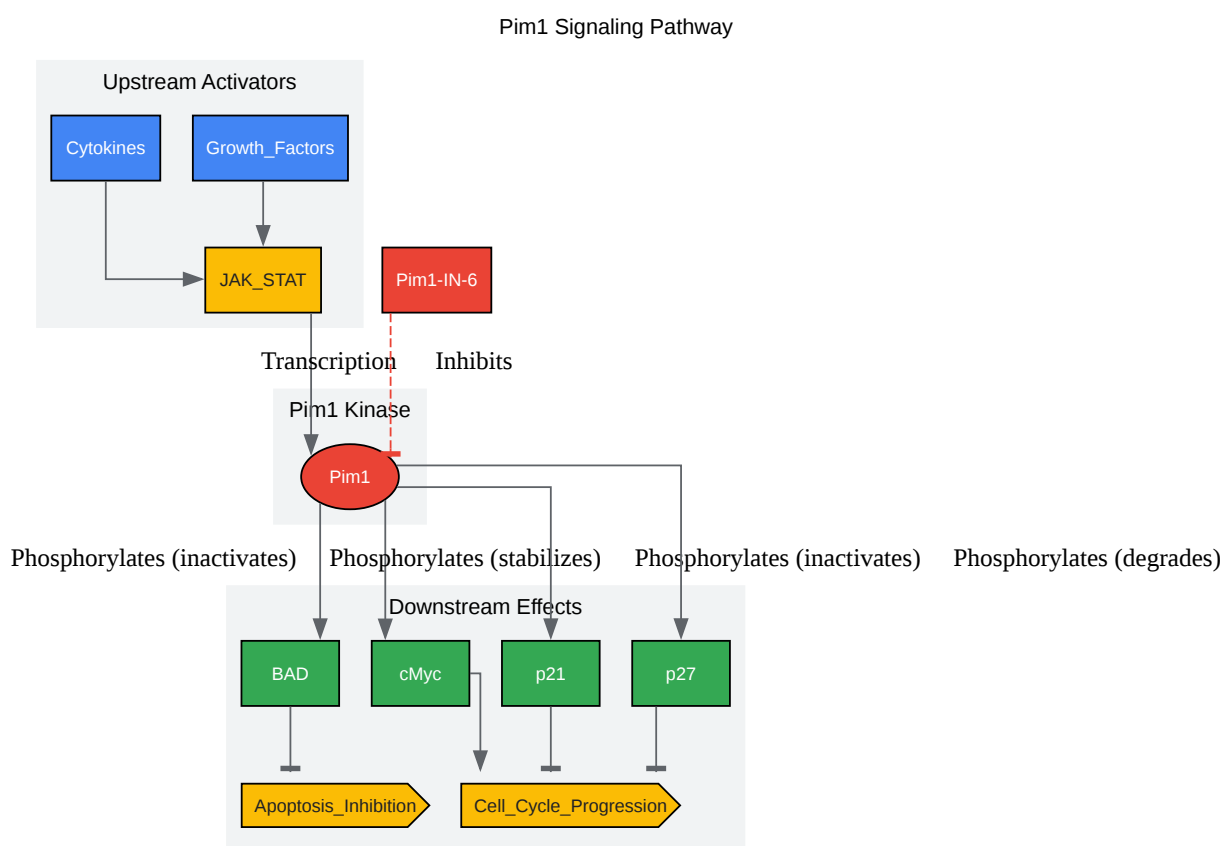 Pim1 Signaling Pathway
Upstream Activators
Cytokines
Growth_Factors
JAK_STAT
Pim1-IN-6
Transcription
Inhibits
Pim1 Kinase
Pim1
Phosphorylates (inactivates)
Phosphorylates (stabilizes)
Phosphorylates (inactivates)
Phosphorylates (degrades)
Downstream Effects
BAD
cMyc
p21
p27
Apoptosis_Inhibition
Cell_Cycle_Progression